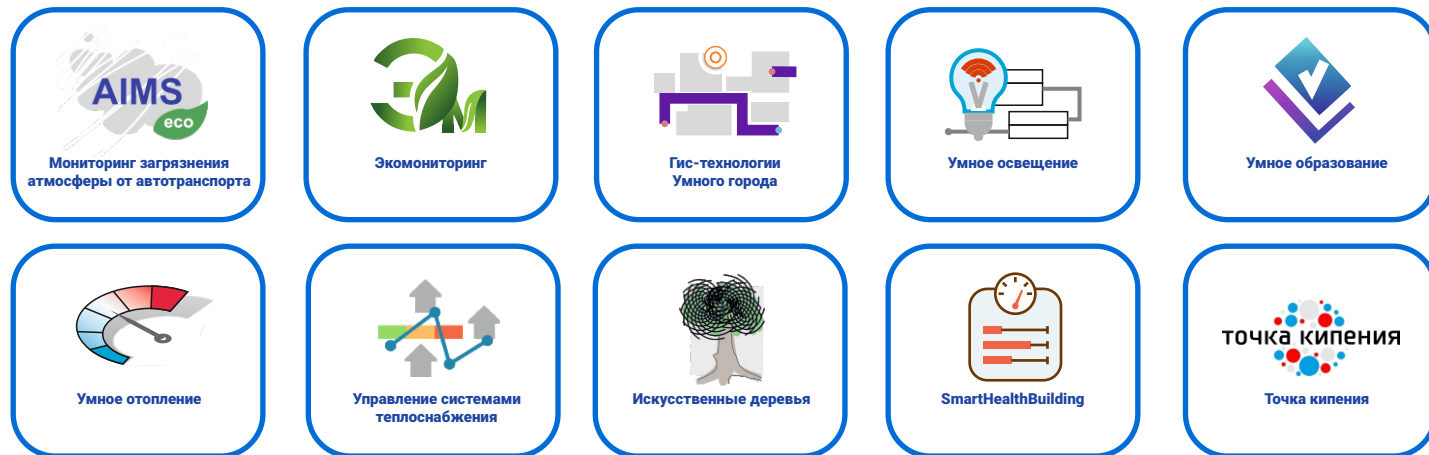 AIMS
eco
Мониторинг загрязнения
атмосферы от автотранспорта
ЭМ
Экомониторинг
Гис-технологии
Умного города
Умное освещение
Умное образование
Умное отопление
Управление системами
теплоснабжения
Искусственные деревья
SmartHealthBuilding
точка кипения
Точка кипения